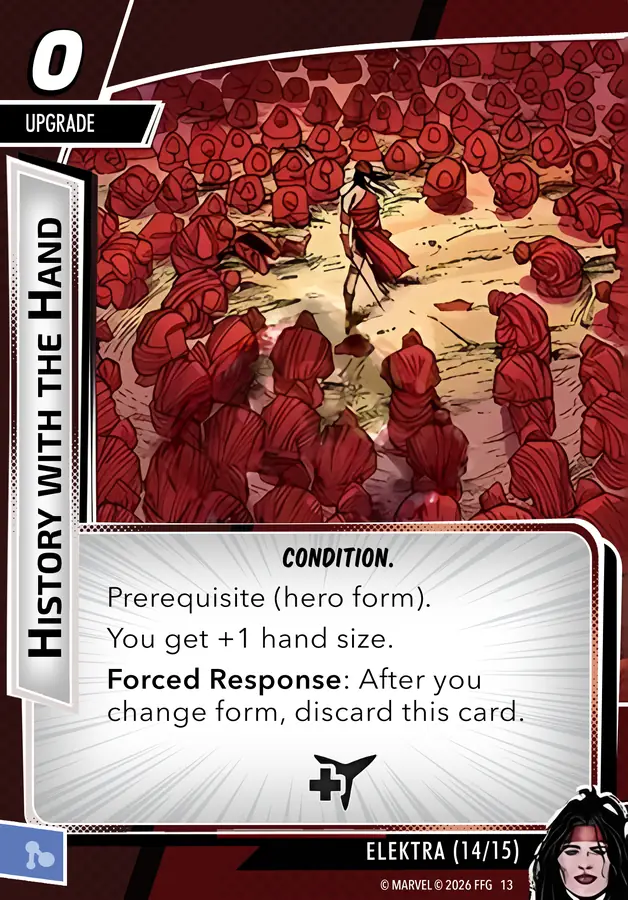 0
UPGRADE
HISTORY WITH THE HAND
CONDITION.
Prerequisite (hero form).
You get +1 hand size.
Forced Response: After you
change form, discard this card.
ELEKTRA (14/15)
© MARVEL © 2026 FFG 13